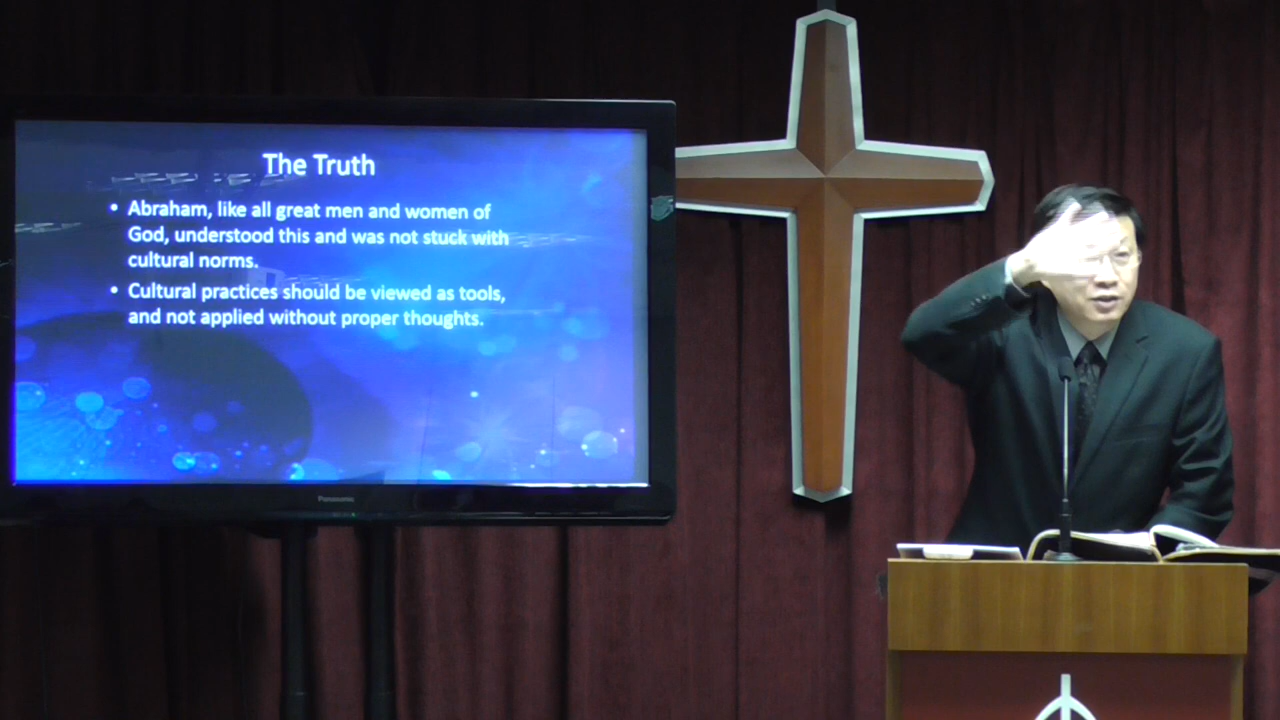 The Truth
• Abraham, like all great men and women of
God, understood this and was not stuck with
cultural norms.
• Cultural practices should be viewed as tools,
and not applied without proper thoughts.
Panasonic